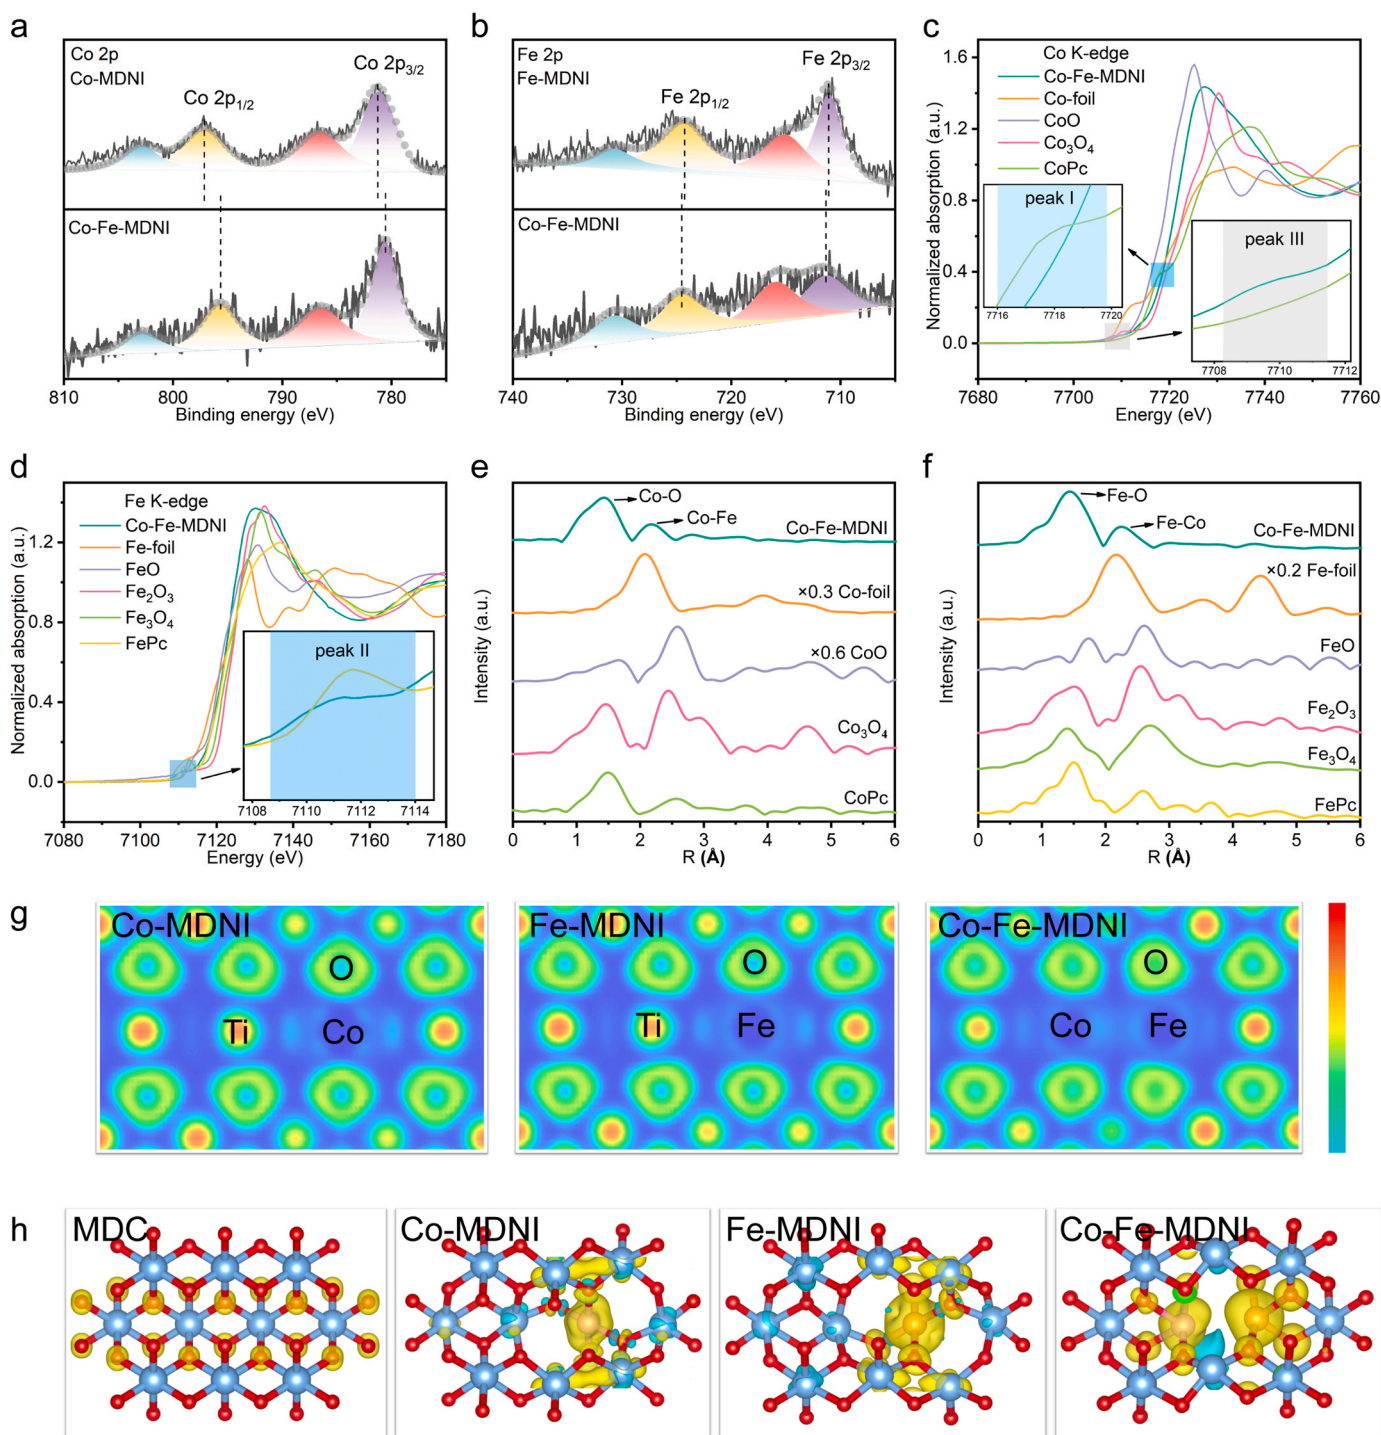 a
Co 2p
Co-MDNI
Co 2p3/2
Co 2p1/2
Co-Fe-MDNI
810 800 790 780
Binding energy (eV)
b
Fe 2p
Fe-MDNI
Fe 2p3/2
Fe 2p1/2
Co-Fe-MDNI
740 730 720 710
Binding energy (eV)
c
Normalized absorption (a.u.)
1.6
1.2
0.8
0.4
0.0
Co K-edge
Co-Fe-MDNI
Co-foil
CoO
Co3O4
CoPc
peak I
7716 7718 7720
peak III
7708 7710 7712
7680 7700 7720 7740 7760
Energy (eV)
d
Normalized absorption (a.u.)
1.2
0.8
0.4
0.0
Fe K-edge
Co-Fe-MDNI
Fe-foil
FeO
Fe2O3
Fe3O4
FePc
peak II
7108 7110 7112 7114
7080 7100 7120 7140 7160 7180
Energy (eV)
e
Intensity (a.u.)
Co-O
Co-Fe
Co-Fe-MDNI
×0.3 Co-foil
×0.6 CoO
Co3O4
CoPc
0 1 2 3 4 5 6
R (Å)
f
Intensity (a.u.)
Fe-O
Fe-Co
Co-Fe-MDNI
×0.2 Fe-foil
FeO
Fe2O3
Fe3O4
FePc
0 1 2 3 4 5 6
R (Å)
g
Co-MDNI
O
Ti Co
Fe-MDNI
O
Ti Fe
Co-Fe-MDNI
O
Co Fe
h
MDC
Co-MDNI
Fe-MDNI
Co-Fe-MDNI